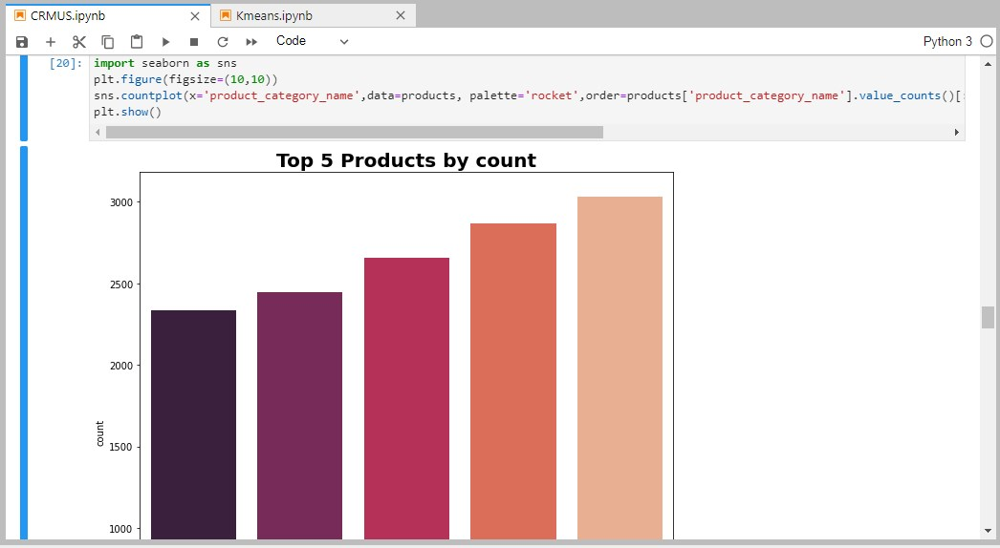 CRMUS.ipynb
Kmeans.ipynb
Code
Python 3
[20]: import seaborn as sns
plt.figure(figsize=(10,10))
sns.countplot(x='product_category_name',data=products, palette='rocket',order=products['product_category_name'].value_counts()[
plt.show()
Top 5 Products by count
3000
2500
2000
count
1500
1000